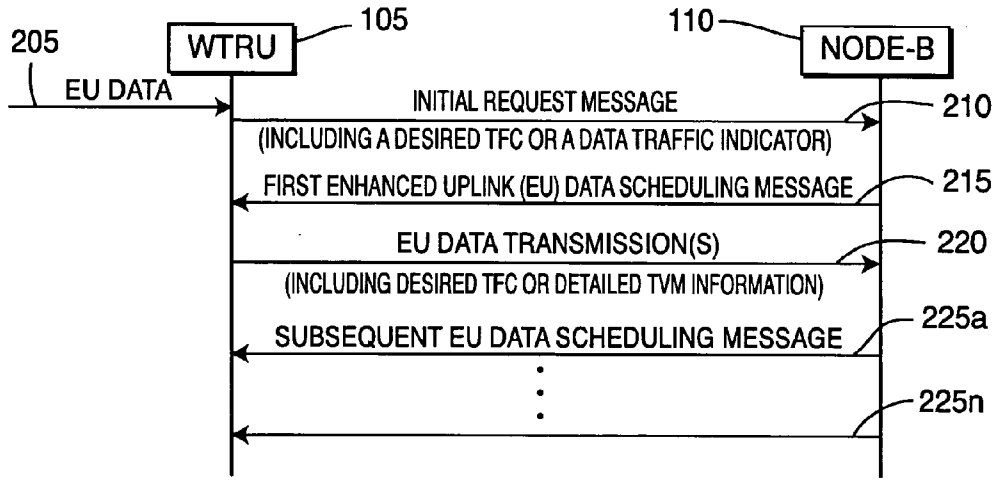 205
WTRU
105
110
NODE-B
EU DATA
INITIAL REQUEST MESSAGE
210
(INCLUDING A DESIRED TFC OR A DATA TRAFFIC INDICATOR)
FIRST ENHANCED UPLINK (EU) DATA SCHEDULING MESSAGE
215
EU DATA TRANSMISSION(S)
220
(INCLUDING DESIRED TFC OR DETAILED TVM INFORMATION)
225a
SUBSEQUENT EU DATA SCHEDULING MESSAGE
225n